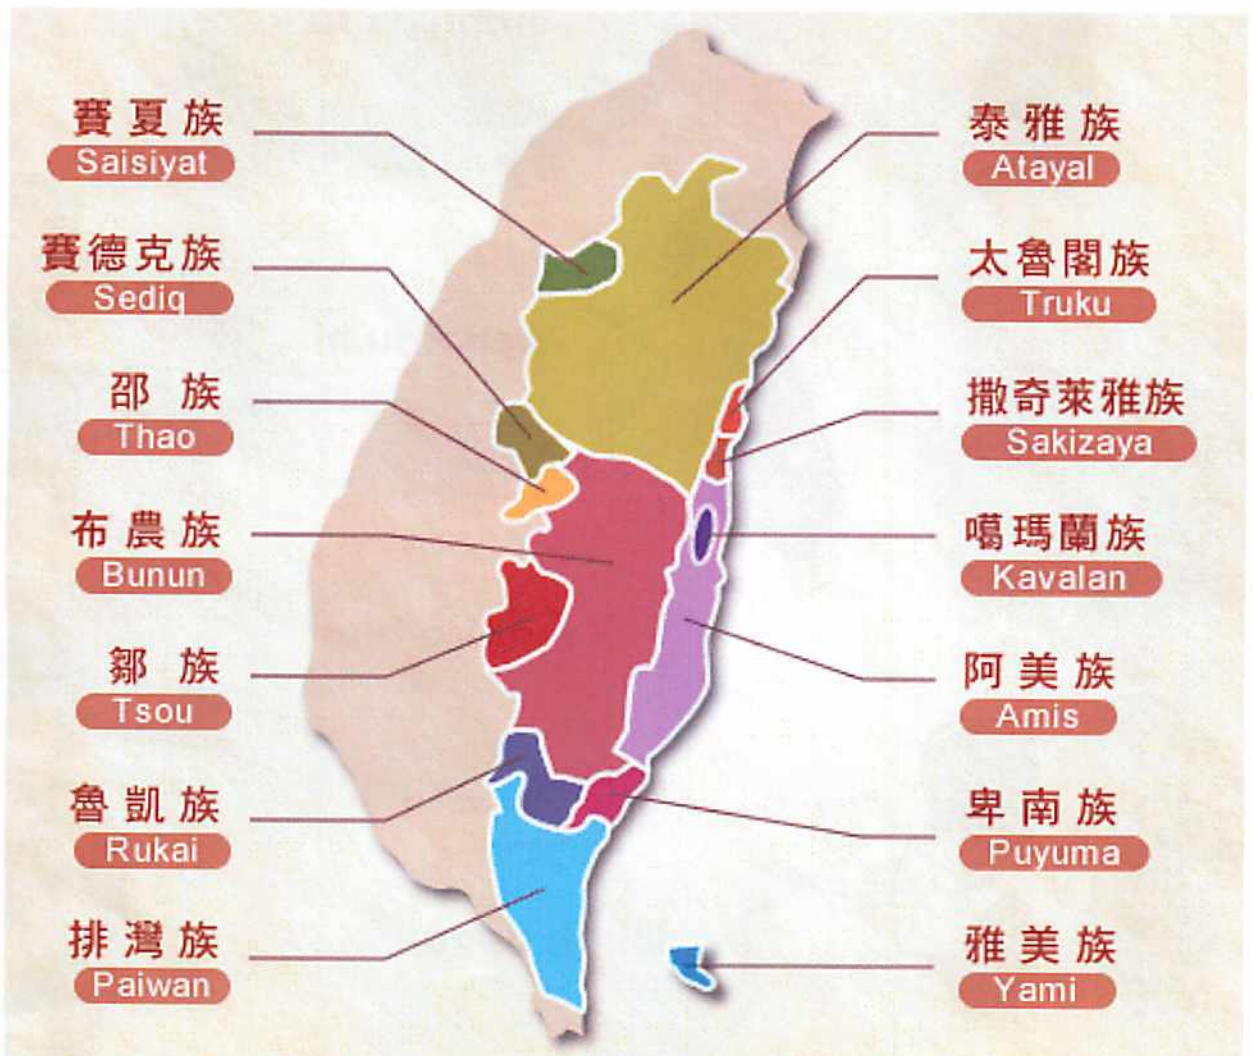 賽夏族
Saisiyat
賽德克族
Sediq
邵族
Thao
布農族
Bunun
鄒族
Tsou
魯凱族
Rukai
排灣族
Paiwan
泰雅族
Atayal
太魯閣族
Truku
撒奇萊雅族
Sakizaya
噶瑪蘭族
Kavalan
阿美族
Amis
卑南族
Puyuma
雅美族
Yami